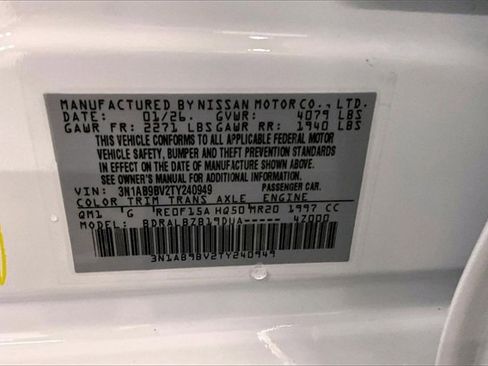 MANUFACTURED BY NISSAN MOTOR CO., LTD.
DATE: 01/26. GVWR: 4079 LBS
GAWR FR: 2271 LBS GAWR RR: 1940 LBS
THIS VEHICLE CONFORMS TO ALL APPLICABLE FEDERAL MOTOR
VEHICLE SAFETY, BUMPER AND THEFT PREVENTION STANDARDS
IN EFFECT ON THE DATE OF MANUFACTURE SHOWN ABOVE.
SEE OWNER'S MANUAL FOR ADDITIONAL INFORMATION.
VIN: 3N1AB9BV2TY240949 PASSENGER CAR.
COLOR TRIM TRANS AXLE ENGINE
QM1 G RE0F15A HQ50 MR20 1997 CC
MODEL: BDRALBZB19DUA---- 4Z000
3N1AB9BV2TY240949